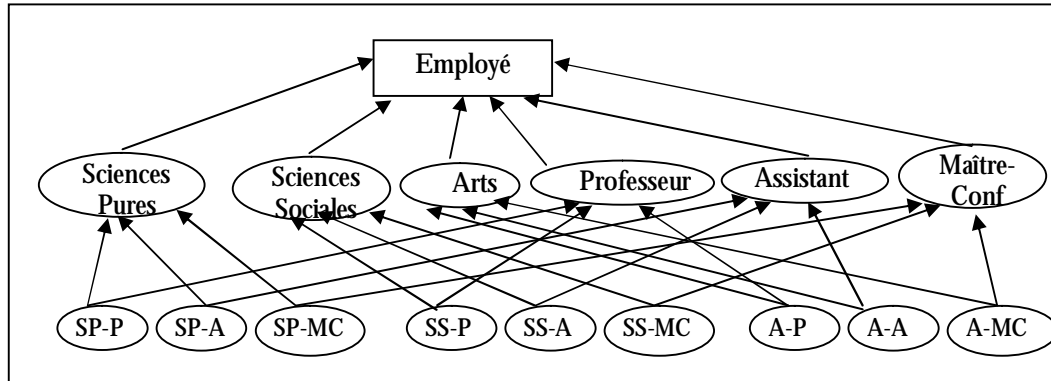 Employé
Sciences
Pures
Sciences
Sociales
Arts
Professeur
Assistant
Maître-
Conf
SP-P
SP-A
SP-MC
SS-P
SS-A
SS-MC
A-P
A-A
A-MC